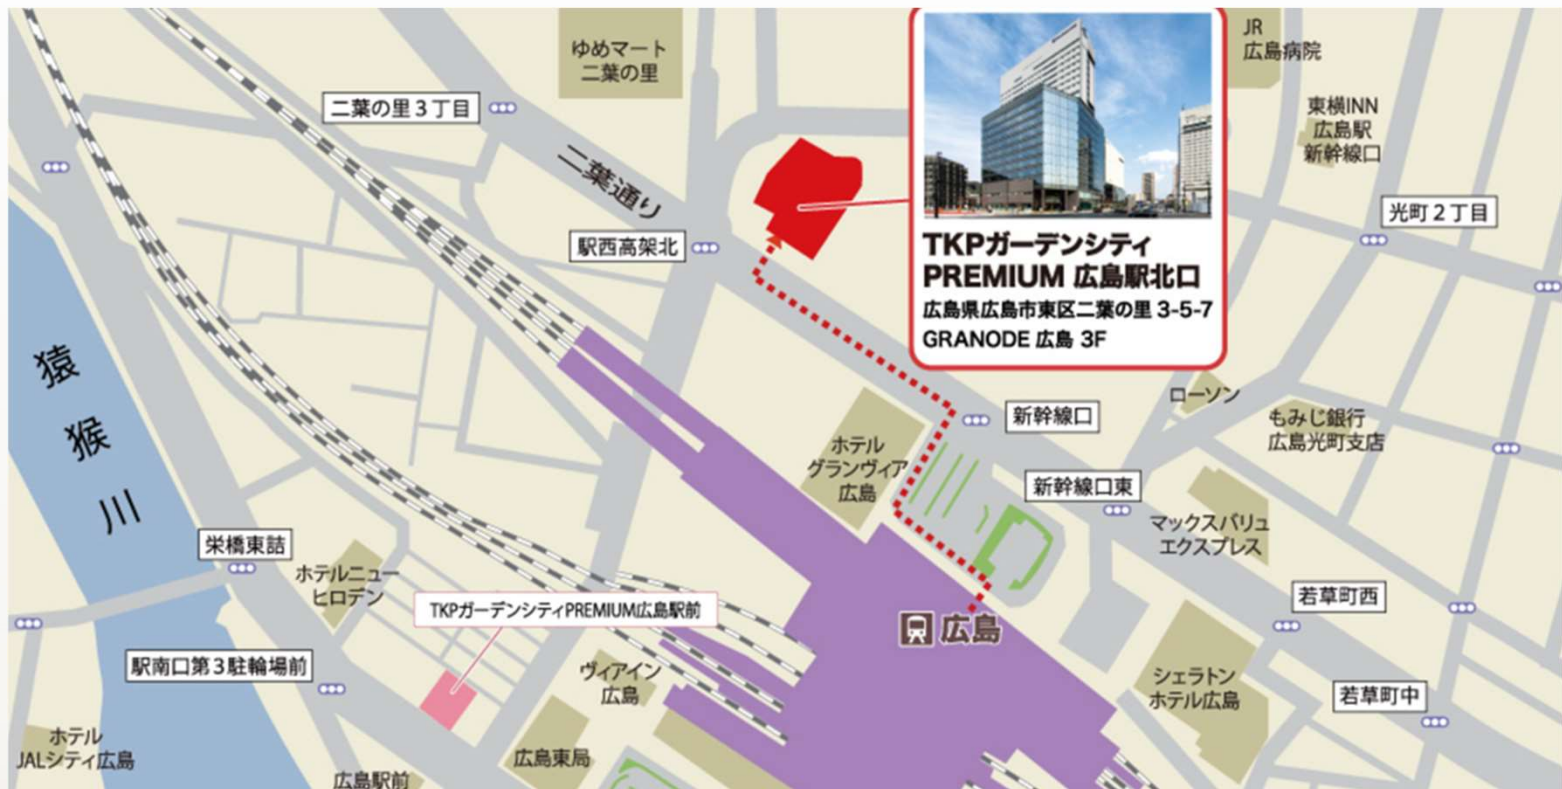 ゆめマート
二葉の里
JR
広島病院
二葉の里3丁目
東横INN
広島駅
新幹線口
二葉通り
光町2丁目
駅西高架北
TKPガーデンシティ
PREMIUM 広島駅北口
広島県広島市東区二葉の里 3-5-7
GRANODE 広島 3F
猿猴川
ローソン
新幹線口
もみじ銀行
広島光町支店
ホテル
グランヴィア
広島
新幹線口東
マックスバリュ
エクスプレス
栄橋東詰
ホテルニュー
ヒロデン
TKPガーデンシティPREMIUM広島駅前
若草町西
広島
駅南口第3駐輪場前
ヴィアイン
広島
シェラトン
ホテル広島
若草町中
ホテル
JALシティ広島
広島東局
広島駅前